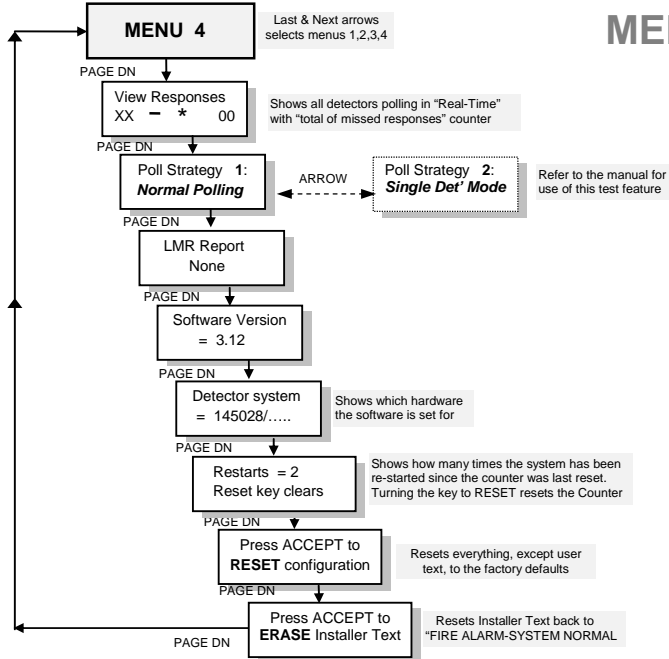 MENU 4
Last & Next arrows
selects menus 1,2,3,4
PAGE DN
View Responses
XX – * 00
Shows all detectors polling in “Real-Time”
with “total of missed responses” counter
PAGE DN
Poll Strategy 1:
Normal Polling
ARROW
Poll Strategy 2:
Single Det’ Mode
Refer to the manual for
use of this test feature
PAGE DN
LMR Report
None
PAGE DN
Software Version
= 3.12
PAGE DN
Detector system
= 145028/…..
Shows which hardware
the software is set for
PAGE DN
Restarts = 2
Reset key clears
Shows how many times the system has been
re-started since the counter was last reset.
Turning the key to RESET resets the Counter
PAGE DN
Press ACCEPT to
RESET configuration
Resets everything, except user
text, to the factory defaults
PAGE DN
Press ACCEPT to
ERASE Installer Text
Resets Installer Text back to
“FIRE ALARM-SYSTEM NORMAL